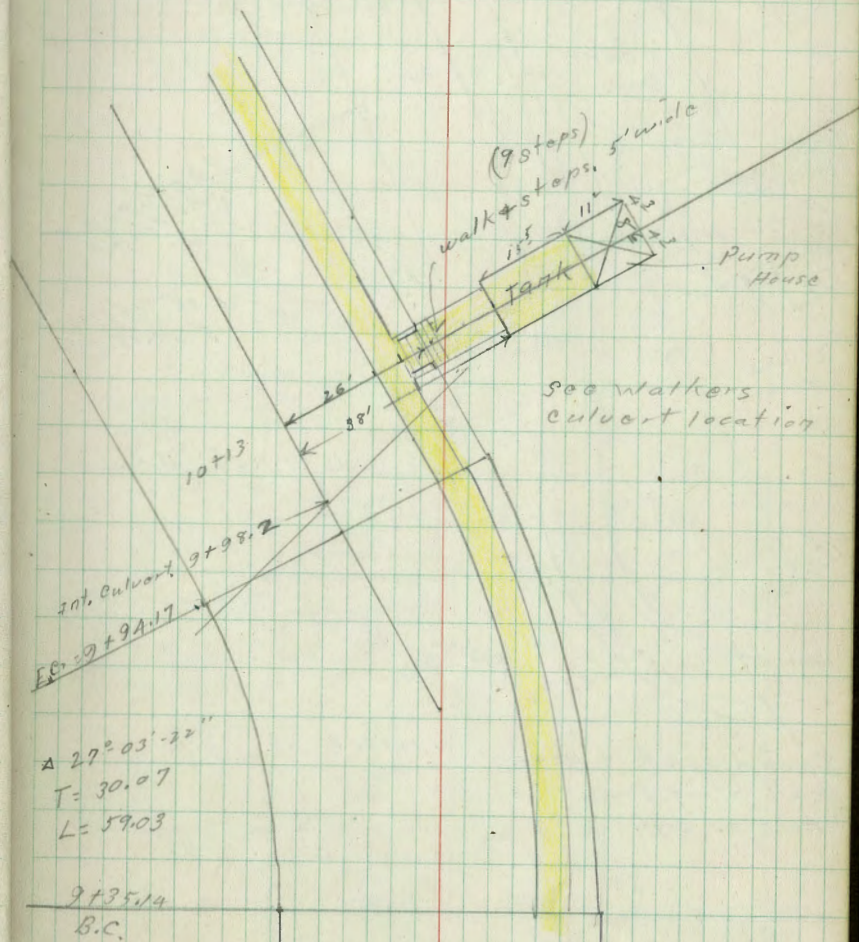 (9 steps)
walk & steps. 5' wide
15.5
11'
Tank
Pump
House
26'
38'
See Walkers
culvert location
10+13
Int. Culvert 9+98.2
E.C. = 9+94.17
Δ 27°-03'-22"
T= 30.07
L= 59.03
9+35.14
B.C.